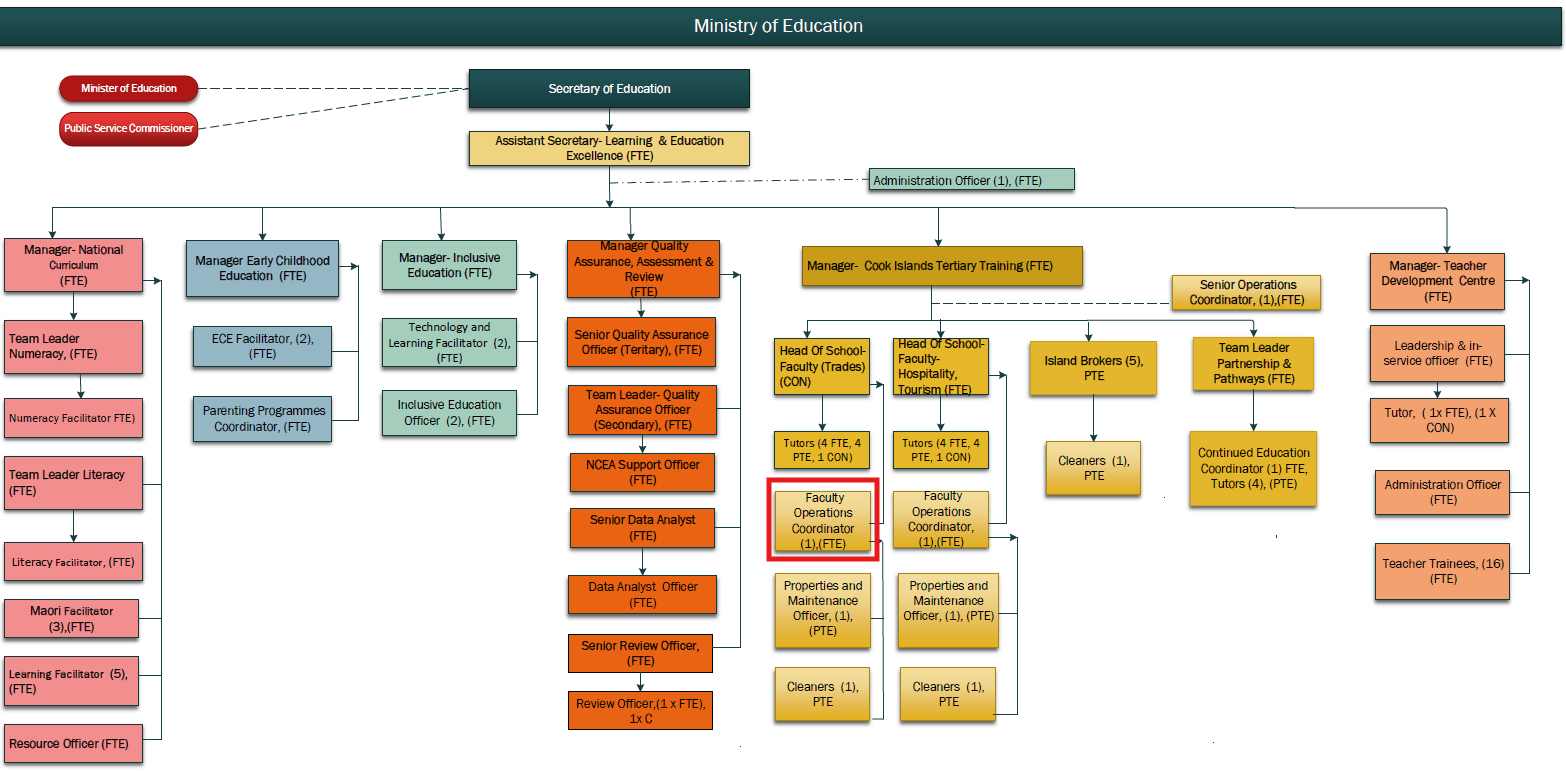 Ministry of Education
Minister of Education
Public Service Commissioner
Secretary of Education
Assistant Secretary- Learning & Education
Excellence (FTE)
Administration Officer (1), (FTE)
Manager- National
Curriculum
(FTE)
Team Leader
Numeracy, (FTE)
Numeracy Facilitator FTE)
Team Leader Literacy
(FTE)
Literacy Facilitator, (FTE)
Maori Facilitator
(3),(FTE)
Learning Facilitator (5),
(FTE)
Resource Officer (FTE)
Manager Early Childhood
Education (FTE)
ECE Facilitator, (2),
(FTE)
Parenting Programmes
Coordinator, (FTE)
Manager- Inclusive
Education (FTE)
Technology and
Learning Facilitator (2),
(FTE)
Inclusive Education
Officer (2), (FTE)
Manager Quality
Assurance, Assessment &
Review
(FTE)
Senior Quality Assurance
Officer (Teritary), (FTE)
Team Leader-Quality
Assurance Officer
(Secondary), (FTE)
NCEA Support Officer
(FTE)
Senior Data Analyst
(FTE)
Data Analyst Officer
(FTE)
Senior Review Officer,
(FTE)
Review Officer,(1 x FTE),
1x C
Manager- Cook Islands Tertiary Training (FTE)
Senior Operations
Coordinator, (1),(FTE)
Head Of School-
Faculty (Trades)
(CON)
Tutors (4 FTE, 4
PTE, 1 CON)
Faculty
Operations
Coordinator
(1),(FTE)
Properties and
Maintenance
Officer, (1),
(PTE)
Cleaners (1),
PTE
Head Of School-
Faculty-
Hospitality,
Tourism (FTE)
Tutors (4 FTE, 4
PTE, 1 CON)
Faculty
Operations
Coordinator,
(1),(FTE)
Properties and
Maintenance
Officer, (1), (PTE)
Cleaners (1),
PTE
Island Brokers (5),
PTE
Cleaners (1),
PTE
Team Leader
Partnership &
Pathways (FTE)
Continued Education
Coordinator (1) FTE,
Tutors (4), (PTE)
Manager- Teacher
Development Centre
(FTE)
Leadership & in-
service officer (FTE)
Tutor, ( 1x FTE), (1 X
CON)
Administration Officer
(FTE)
Teacher Trainees, (16)
(FTE)